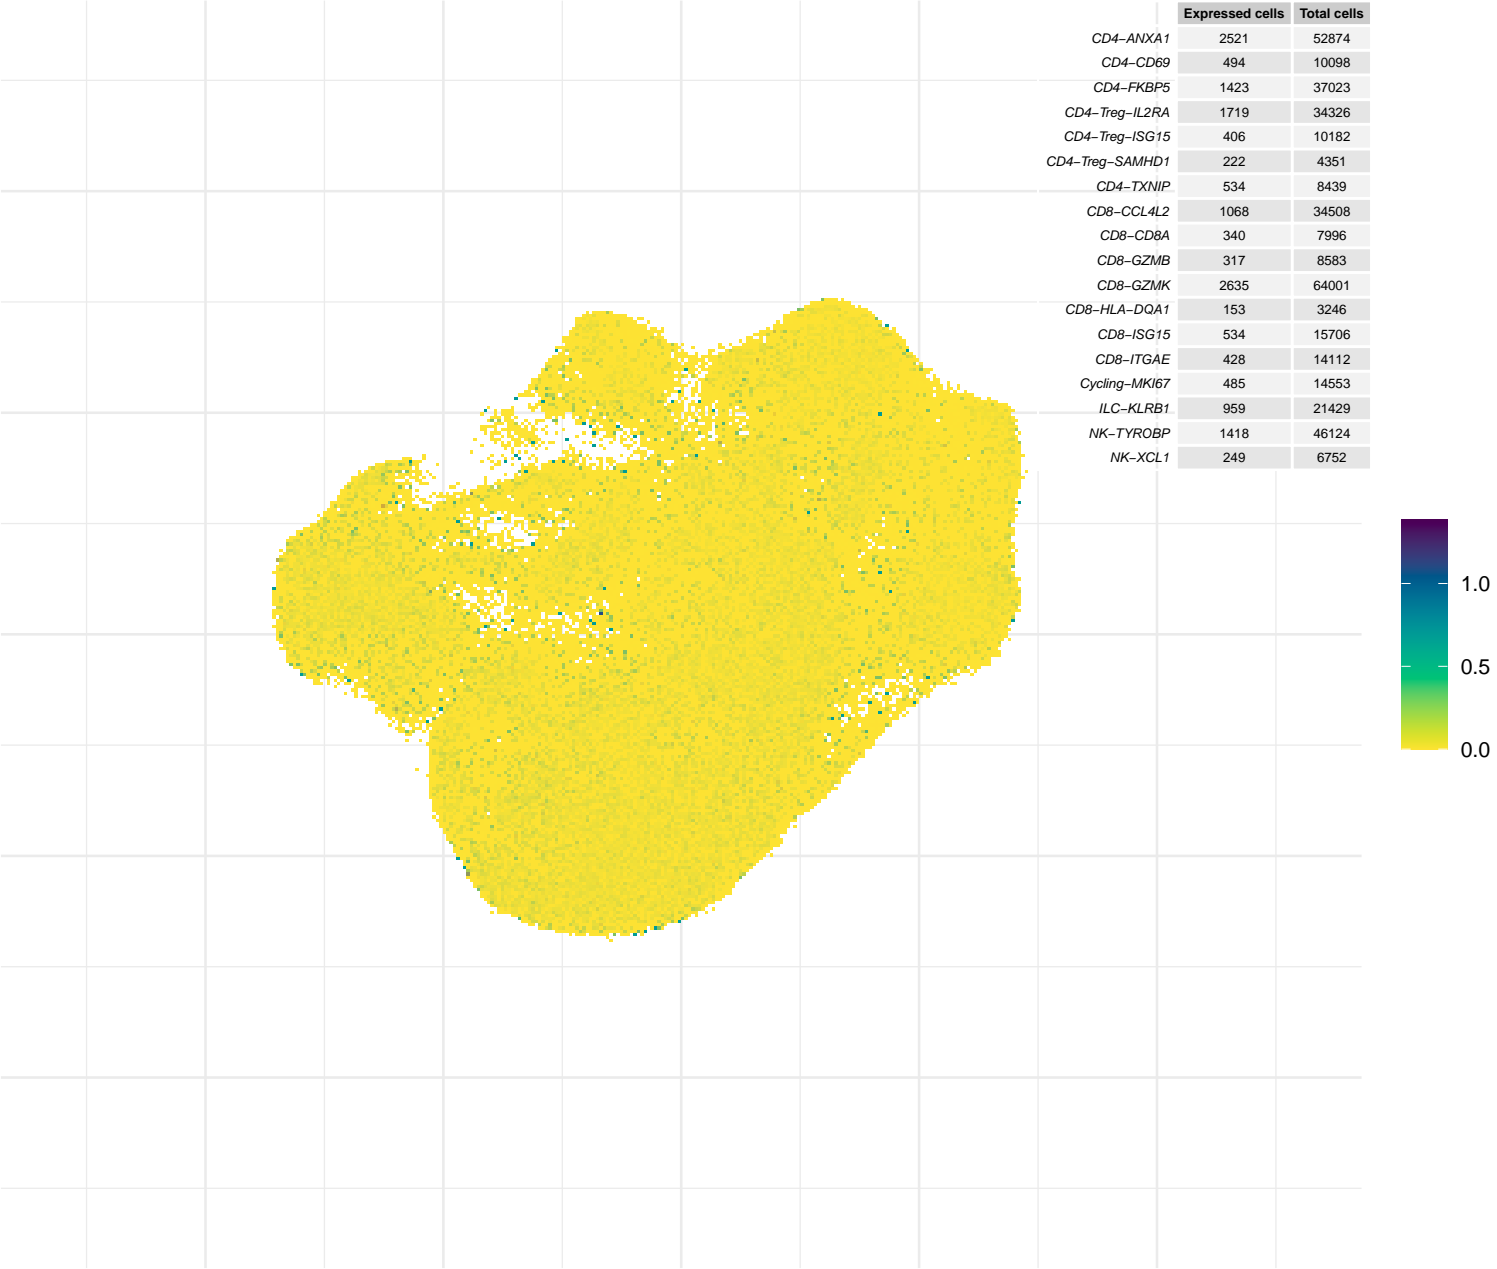 Expressed cells Total cells
CD4−ANXA1 2521 52874
CD4−CD69 494 10098
CD4−FKBP5 1423 37023
CD4−Treg−IL2RA 1719 34326
CD4−Treg−ISG15 406 10182
CD4−Treg−SAMHD1 222 4351
CD4−TXNIP 534 8439
CD8−CCL4L2 1068 34508
CD8−CD8A 340 7996
CD8−GZMB 317 8583
CD8−GZMK 2635 64001
CD8−HLA−DQA1 153 3246
CD8−ISG15 534 15706
CD8−ITGAE 428 14112
Cycling−MKI67 485 14553
ILC−KLRB1 959 21429
NK−TYROBP 1418 46124
NK−XCL1 249 6752
1.0
0.5
0.0